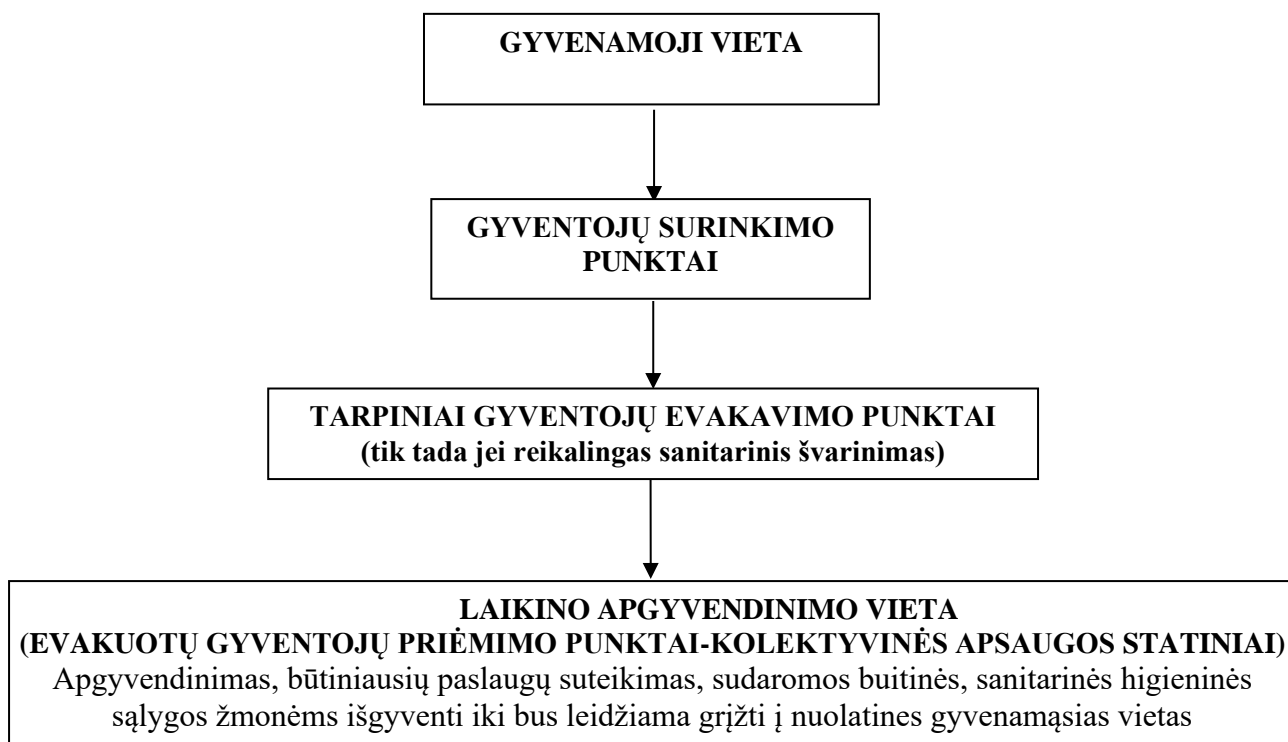 GYVENAMOJI VIETA
GYVENTOJŲ SURINKIMO
PUNKTAI
TARPINIAI GYVENTOJŲ EVAKAVIMO PUNKTAI
(tik tada jei reikalingas sanitarinis švarinimas)
LAIKINO APGYVENDINIMO VIETA
(EVAKUOTŲ GYVENTOJŲ PRIĖMIMO PUNKTAI-KOLEKTYVINĖS APSAUGOS STATINIAI)
Apgyvendinimas, būtiniausių paslaugų suteikimas, sudaromos buitinės, sanitarinės higieninės
sąlygos žmonėms išgyventi iki bus leidžiama grįžti į nuolatines gyvenamąsias vietas